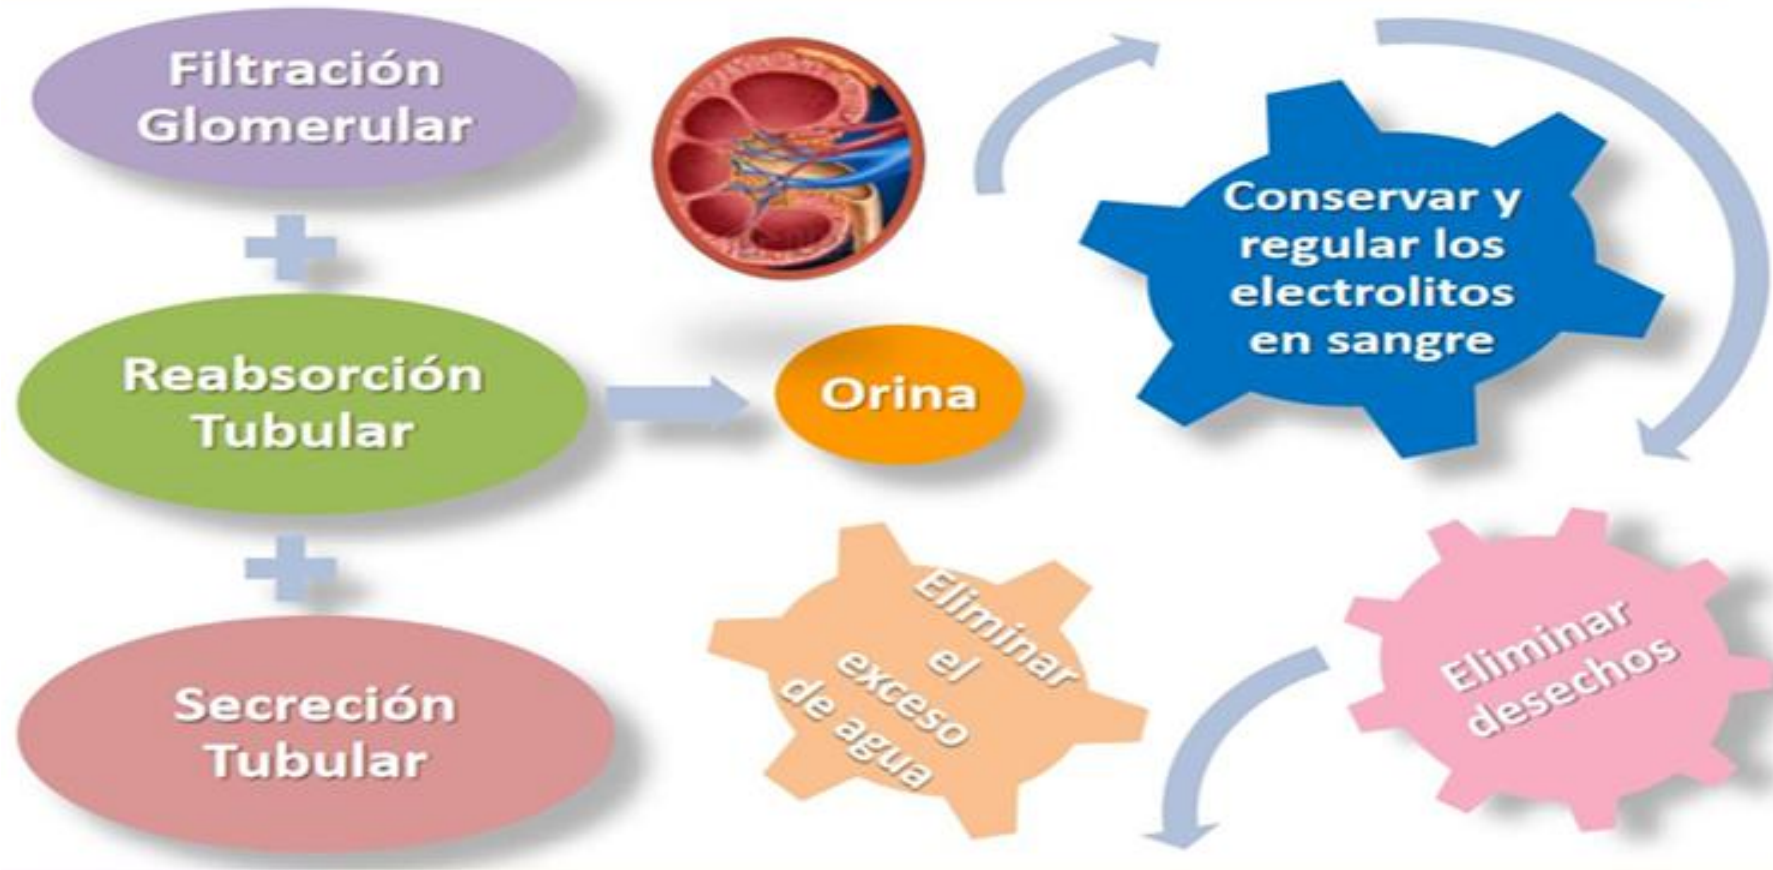 Filtración
Glomerular
Reabsorción
Tubular
Secreción
Tubular
Orina
Conservar y
regular los
electrolitos
en sangre
Eliminar
desechos
Eliminar
el
exceso
de agua